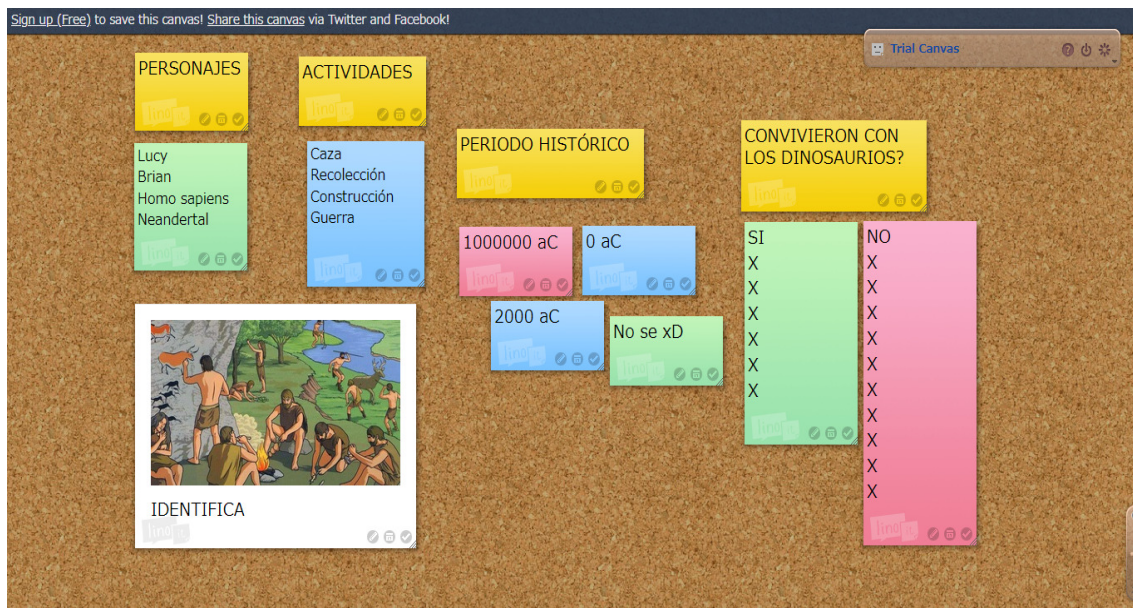 Sign up (Free) to save this canvas! Share this canvas via Twitter and Facebook!
Trial Canvas
PERSONAJES
Lucy
Brian
Homo sapiens
Neandertal
ACTIVIDADES
Caza
Recolección
Construcción
Guerra
IDENTIFICA
PERIODO HISTÓRICO
1000000 aC
0 aC
2000 aC
No se xD
CONVIVIERON CON
LOS DINOSAURIOS?
SI
X
X
X
X
X
X
NO
X
X
X
X
X
X
X
X
X
X